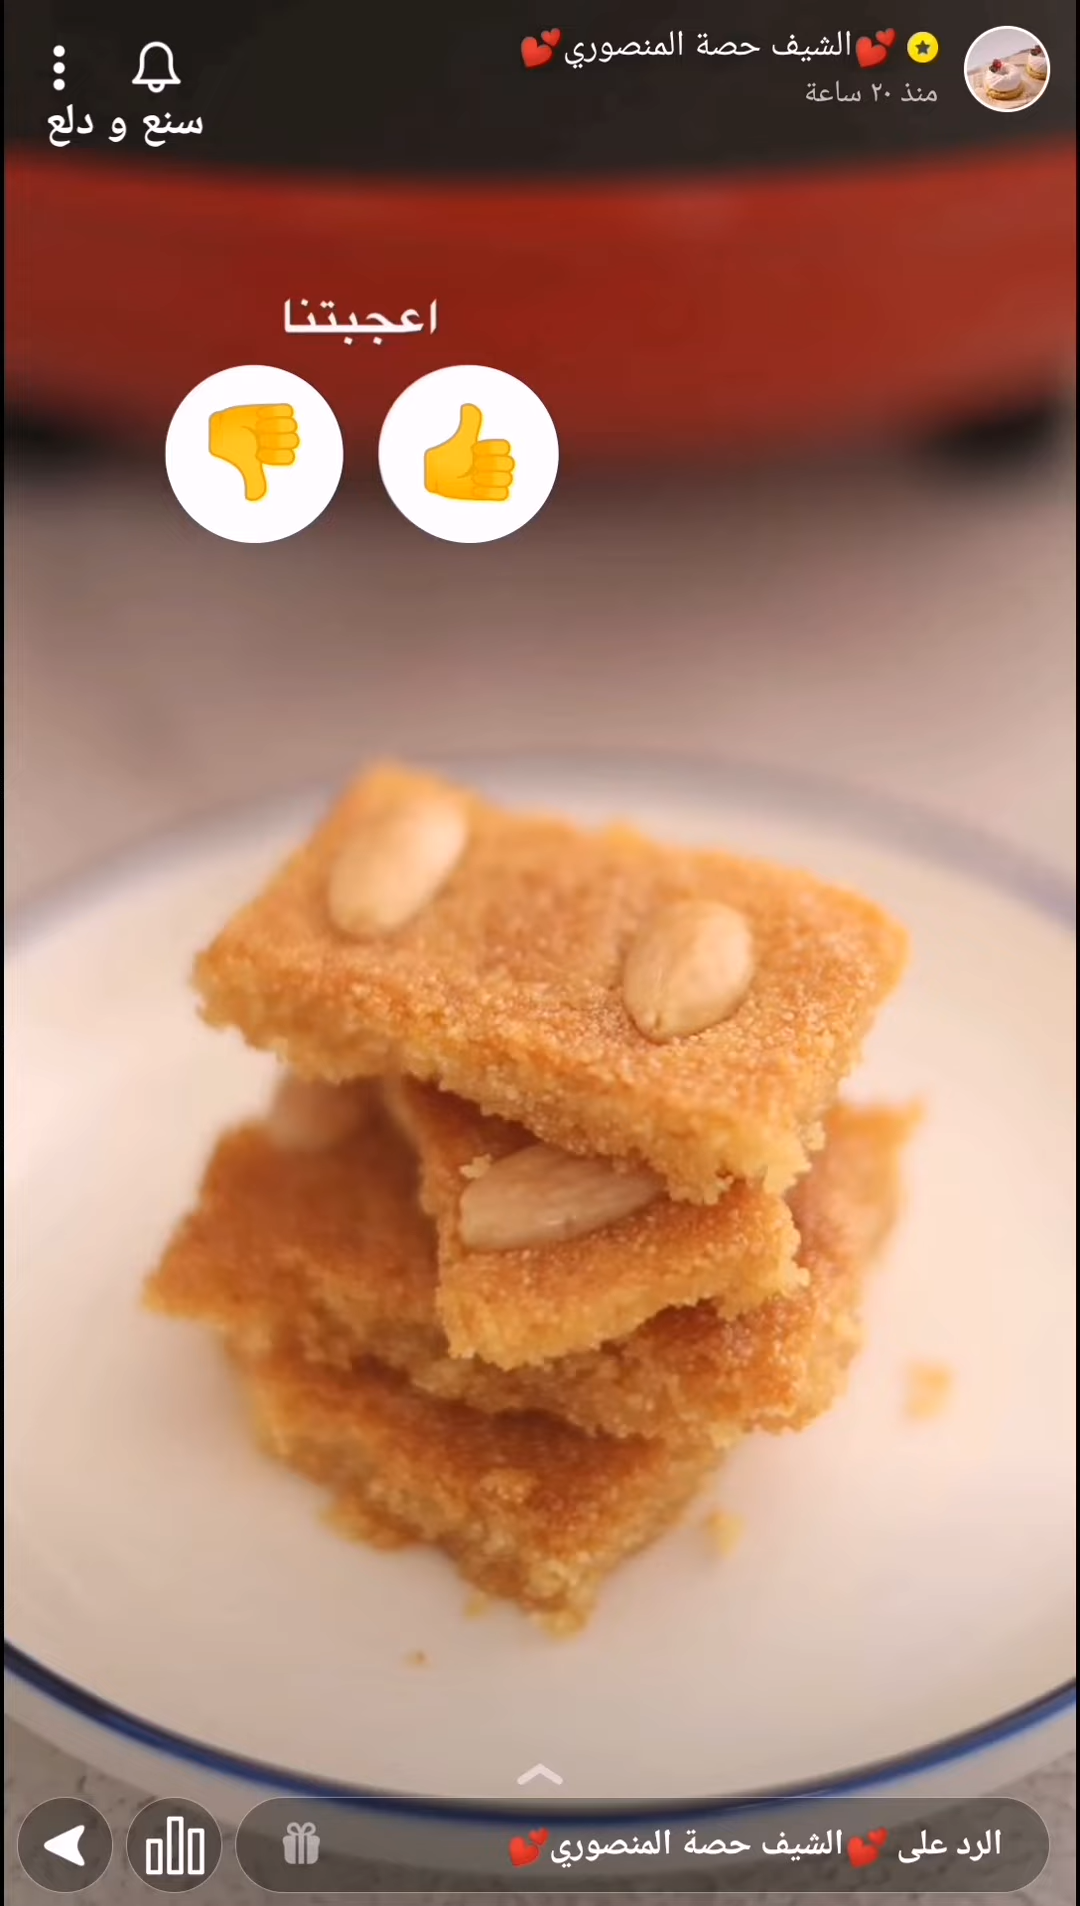 💕الشيف حصة المنصوري💕
منذ ٢٠ ساعة
سنع و دلع
اعجبتنا
الرد على 💕الشيف حصة المنصوري💕